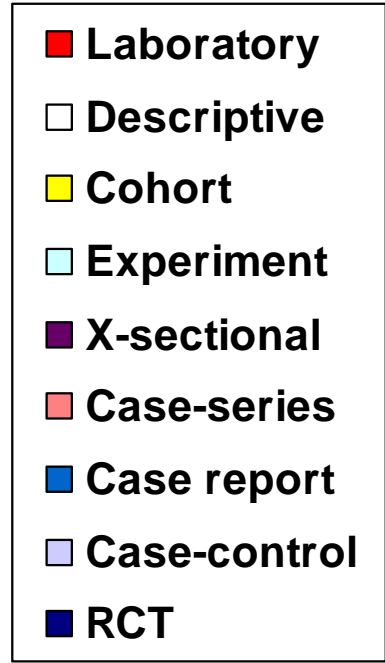 Laboratory
Descriptive
Cohort
Experiment
X-sectional
Case-series
Case report
Case-control
RCT